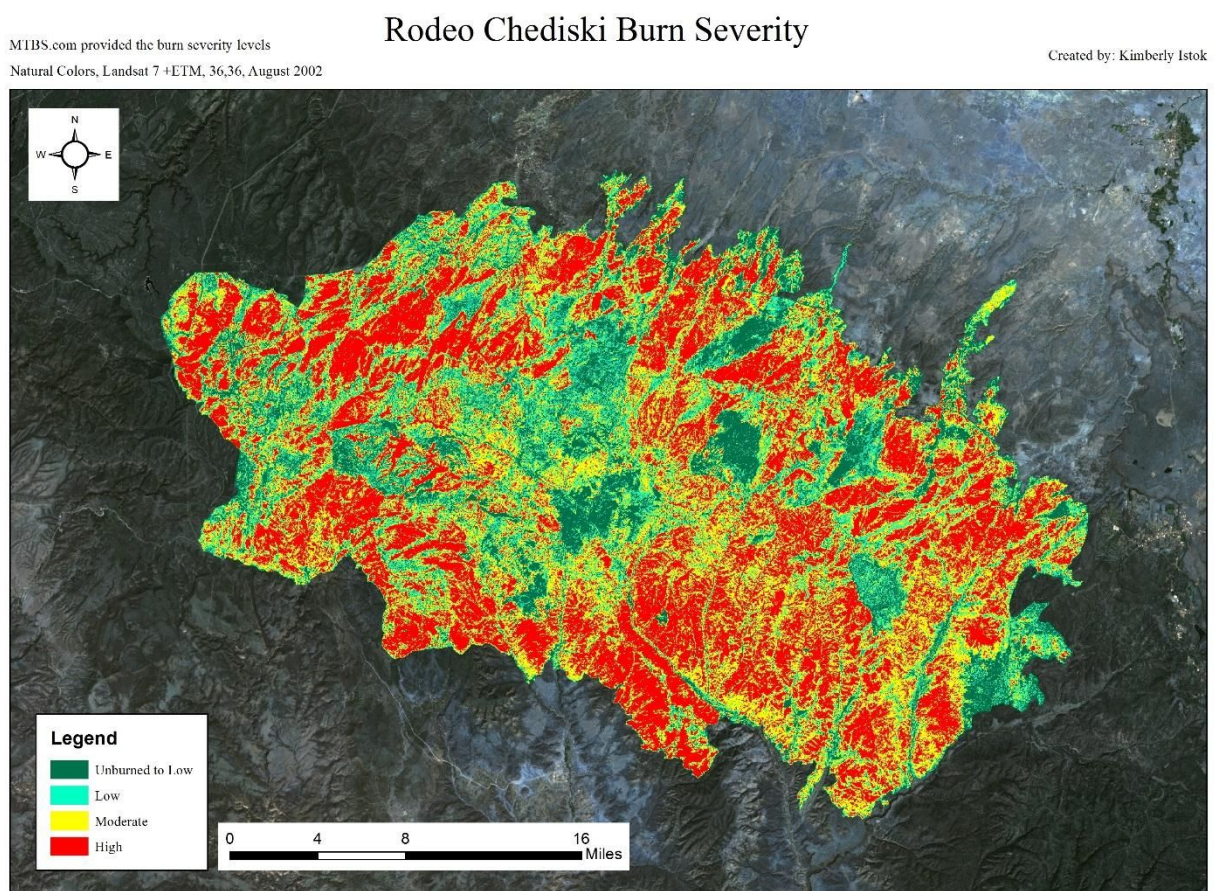 Rodeo Chediski Burn Severity
MTBS.com provided the burn severity levels
Natural Colors, Landsat 7 +ETM, 36,36, August 2002
Created by: Kimberly Istok
N
W E
S
Legend
Unburned to Low
Low
Moderate
High
0 4 8 16
Miles